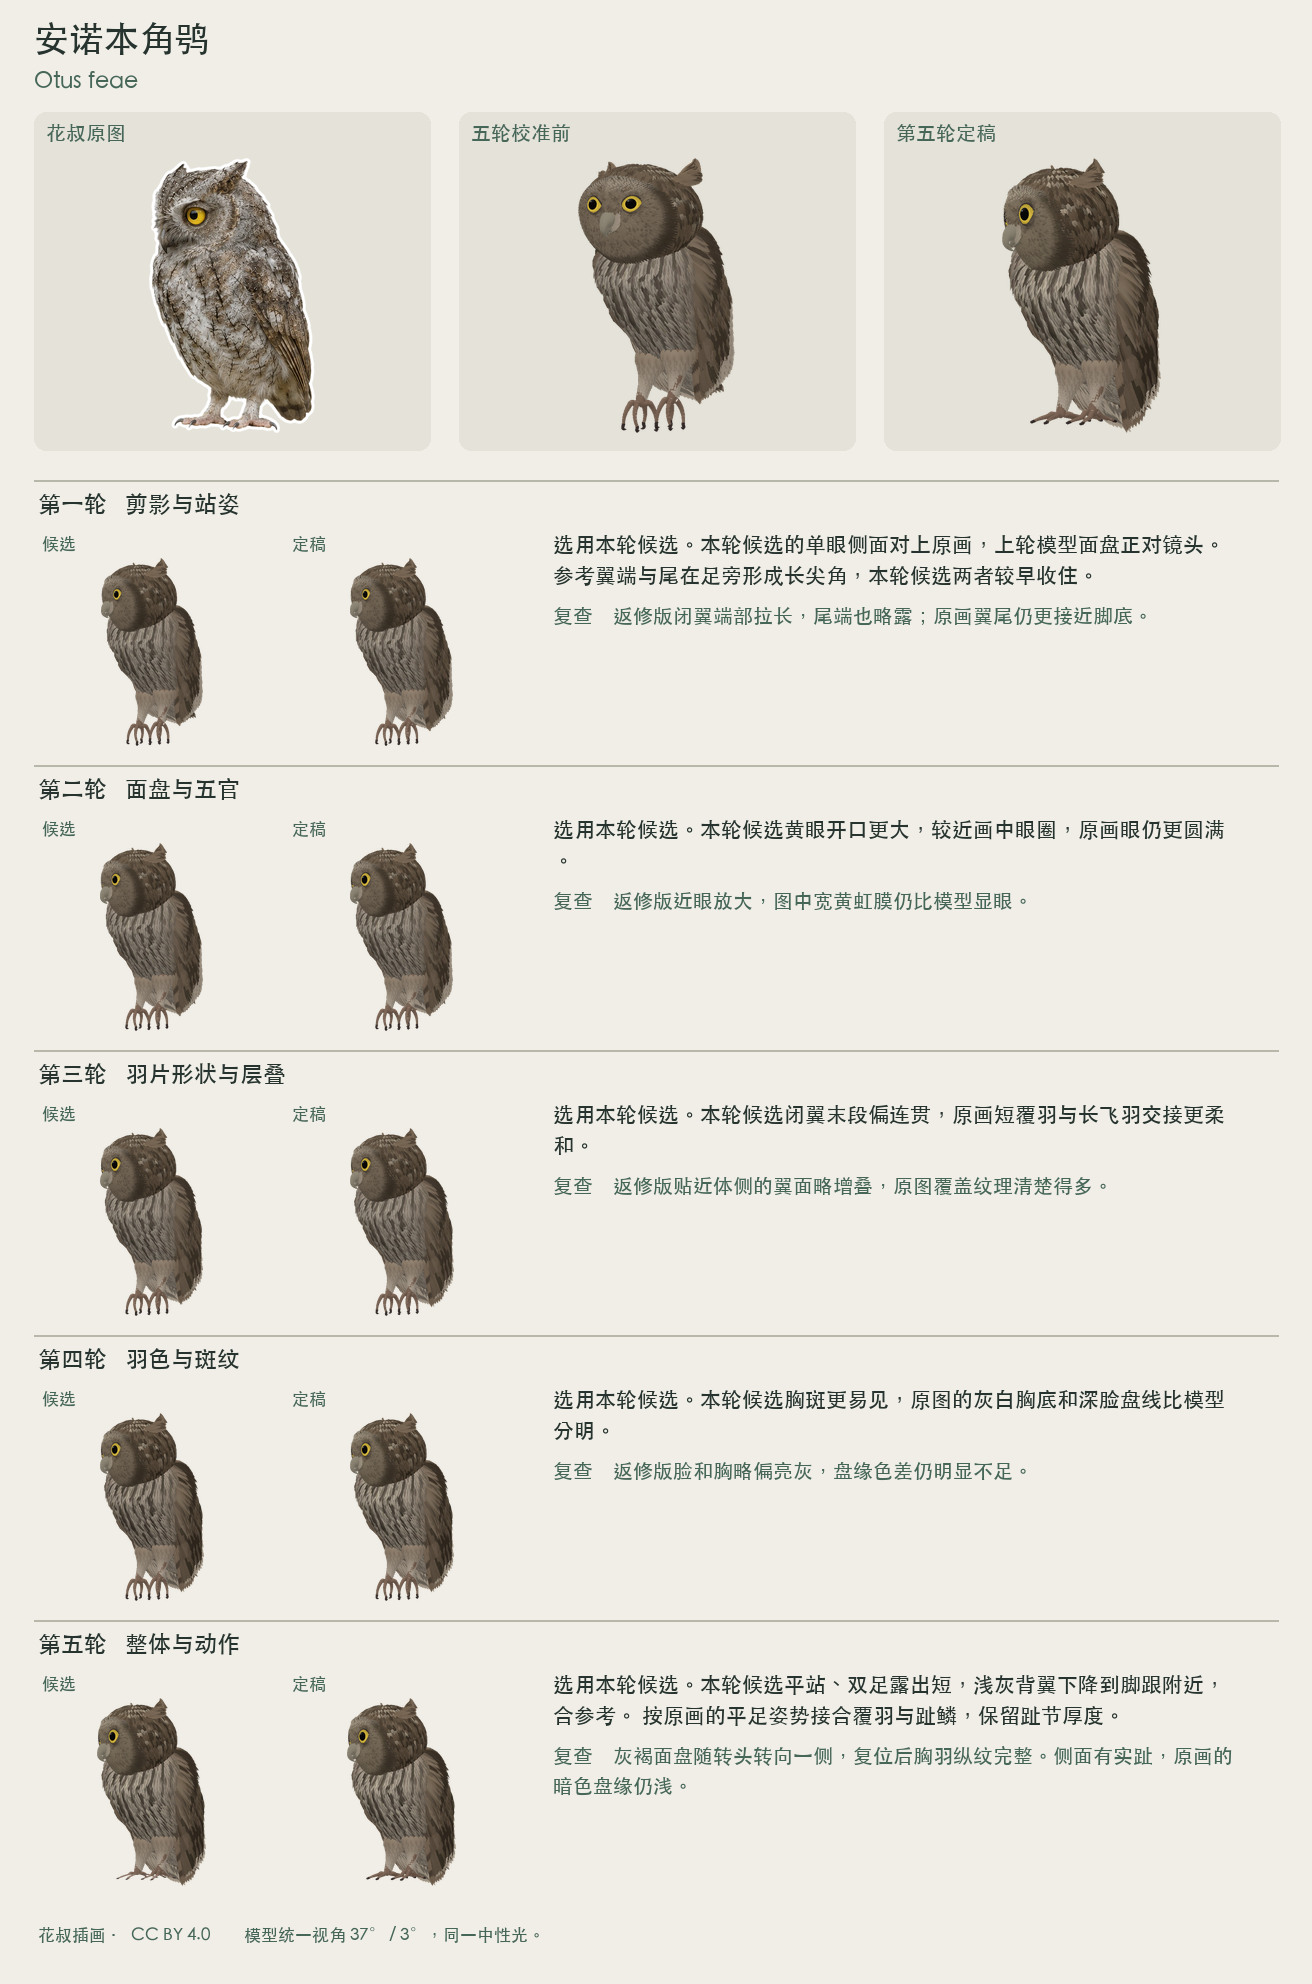 安诺本角鸮
Otus feae
花叔原图
五轮校准前
第五轮定稿
第一轮 剪影与站姿
候选
定稿
选用本轮候选。本轮候选的单眼侧面对上原画，上轮模型面盘正对镜头。
参考翼端与尾在足旁形成长尖角，本轮候选两者较早收住。
复查 返修版闭翼端部拉长，尾端也略露；原画翼尾仍更接近脚底。
第二轮 面盘与五官
候选
定稿
选用本轮候选。本轮候选黄眼开口更大，较近画中眼圈，原画眼仍更圆满
。
复查 返修版近眼放大，图中宽黄虹膜仍比模型显眼。
第三轮 羽片形状与层叠
候选
定稿
选用本轮候选。本轮候选闭翼末段偏连贯，原画短覆羽与长飞羽交接更柔
和。
复查 返修版贴近体侧的翼面略增叠，原图覆盖纹理清楚得多。
第四轮 羽色与斑纹
候选
定稿
选用本轮候选。本轮候选胸斑更易见，原图的灰白胸底和深脸盘线比模型
分明。
复查 返修版脸和胸略偏亮灰，盘缘色差仍明显不足。
第五轮 整体与动作
候选
定稿
选用本轮候选。本轮候选平站、双足露出短，浅灰背翼下降到脚跟附近，
合参考。 按原画的平足姿势接合覆羽与趾鳞，保留趾节厚度。
复查 灰褐面盘随转头转向一侧，复位后胸羽纵纹完整。侧面有实趾，原画的
暗色盘缘仍浅。
花叔插画 · CC BY 4.0 模型统一视角 37° / 3° ，同一中性光。